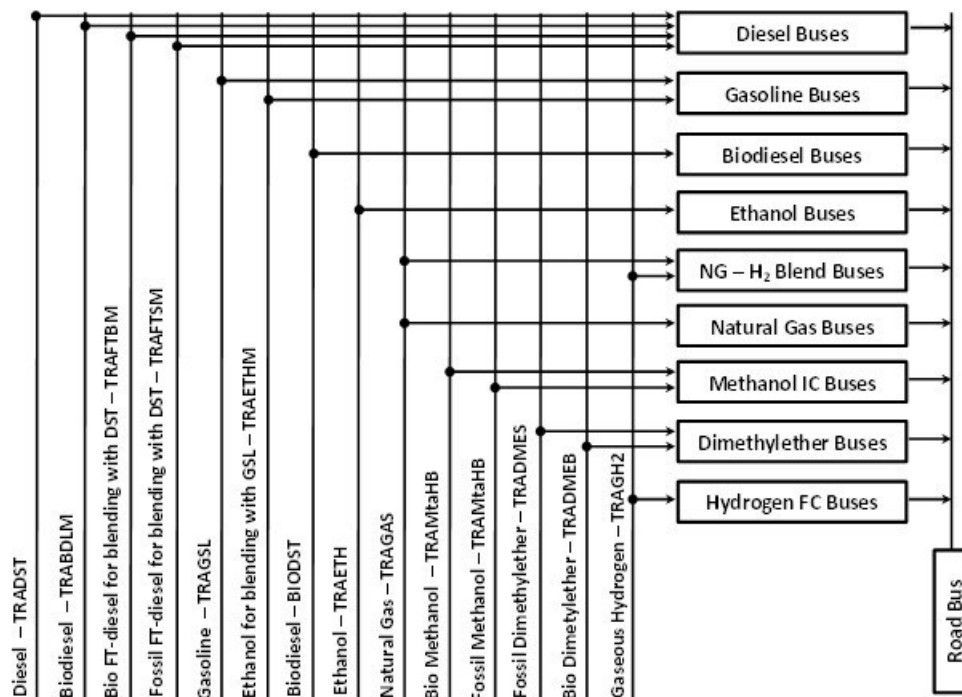 Diesel Buses
Gasoline Buses
Biodiesel Buses
Ethanol Buses
NG – H₂ Blend Buses
Natural Gas Buses
Methanol IC Buses
Dimethylether Buses
Hydrogen FC Buses
Road Bus
Diesel – TRADST
Biodiesel – TRABDLM
Bio FT-diesel for blending with DST – TRAFTBM
Fossil FT-diesel for blending with DST – TRAFTSM
Gasoline – TRAGSL
Ethanol for blending with GSL – TRAETHM
Biodiesel – BIODST
Ethanol – TRAETH
Natural Gas – TRAGAS
Bio Methanol – TRAMtaHB
Fossil Methanol – TRAMtaHB
Fossil Dimethylether – TRADMES
Bio Dimetylether – TRADMEB
Gaseous Hydrogen – TRAGH2